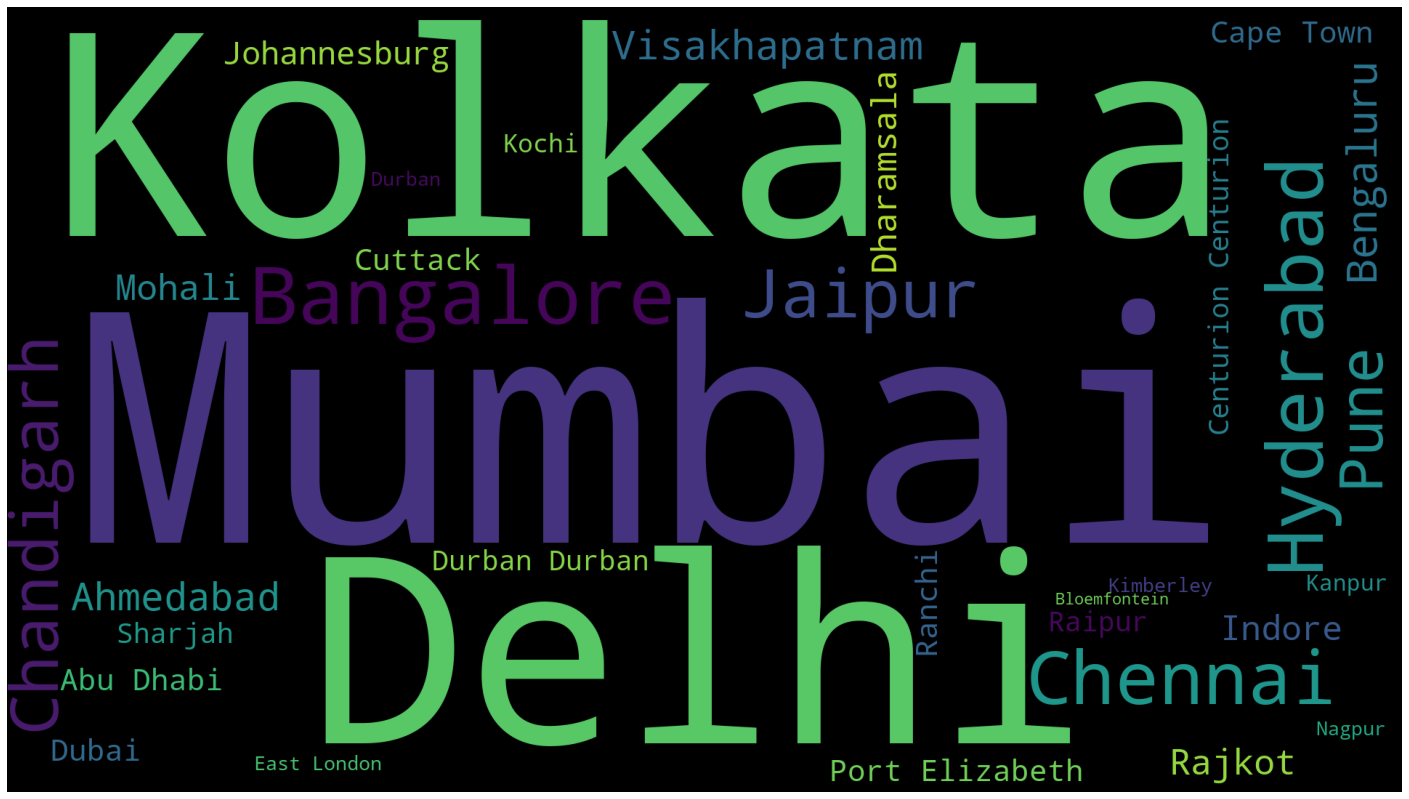 Kolkata
Johannesburg
Visakhapatnam
Cape Town
Kochi
Durban
Dharamsala
Centurion Centurion
Bengaluru
Hyderabad
Cuttack
Mohali
Bangalore
Jaipur
Chandigarh
Mumbai
Pune
Durban Durban
Delhi
Ranchi
Kimberley
Bloemfontein
Kanpur
Ahmedabad
Sharjah
Raipur
Indore
Abu Dhabi
Chennai
Nagpur
Dubai
East London
Port Elizabeth
Rajkot